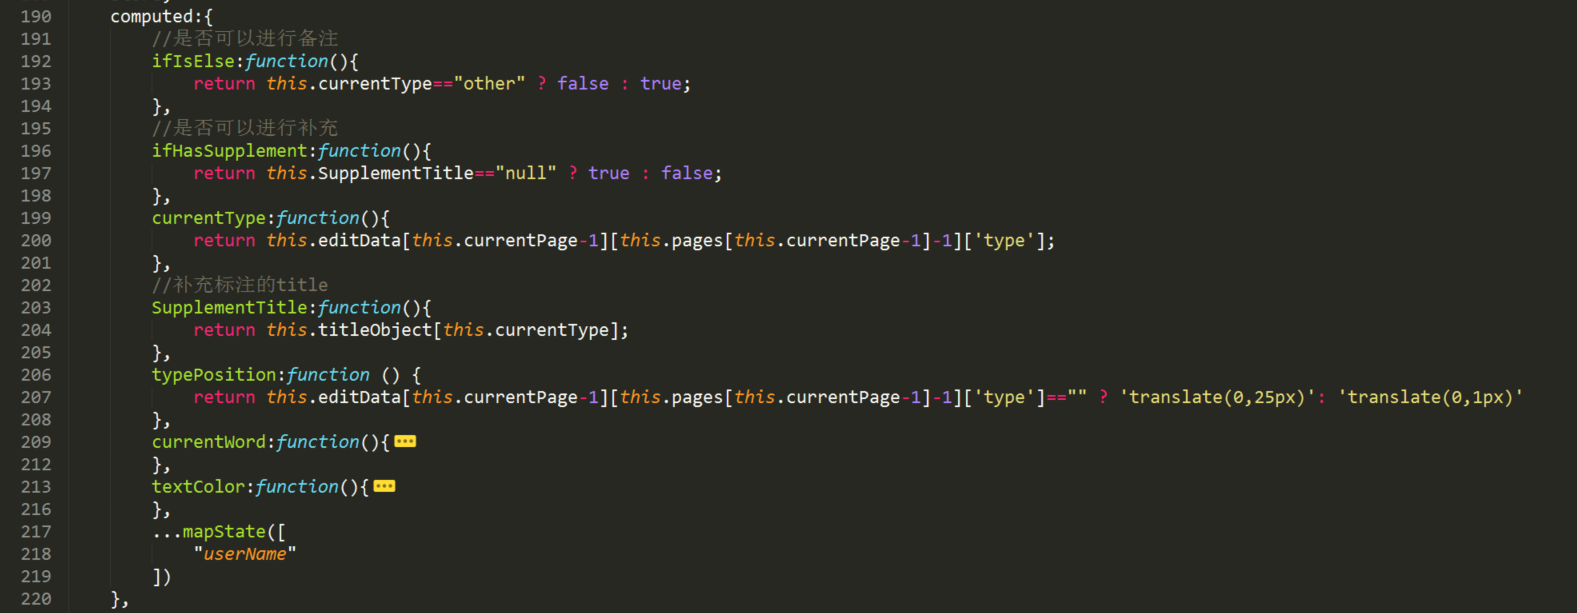 190 computed:{
191 //是否可以进行备注
192 ifIsElse:function(){
193 return this.currentType=="other" ? false : true;
194 },
195 //是否可以进行补充
196 ifHasSupplement:function(){
197 return this.SupplementTitle=="null" ? true : false;
198 },
199 currentType:function(){
200 return this.editData[this.currentPage-1][this.pages[this.currentPage-1]-1]['type'];
201 },
202 //补充标注的title
203 SupplementTitle:function(){
204 return this.titleObject[this.currentType];
205 },
206 typePosition:function () {
207 return this.editData[this.currentPage-1][this.pages[this.currentPage-1]-1]['type']=="" ? 'translate(0,25px)': 'translate(0,1px)'
208 },
209 currentWord:function(){…
212 },
213 textColor:function(){…
216 },
217 ...mapState([
218 "userName"
219 ])
220 },